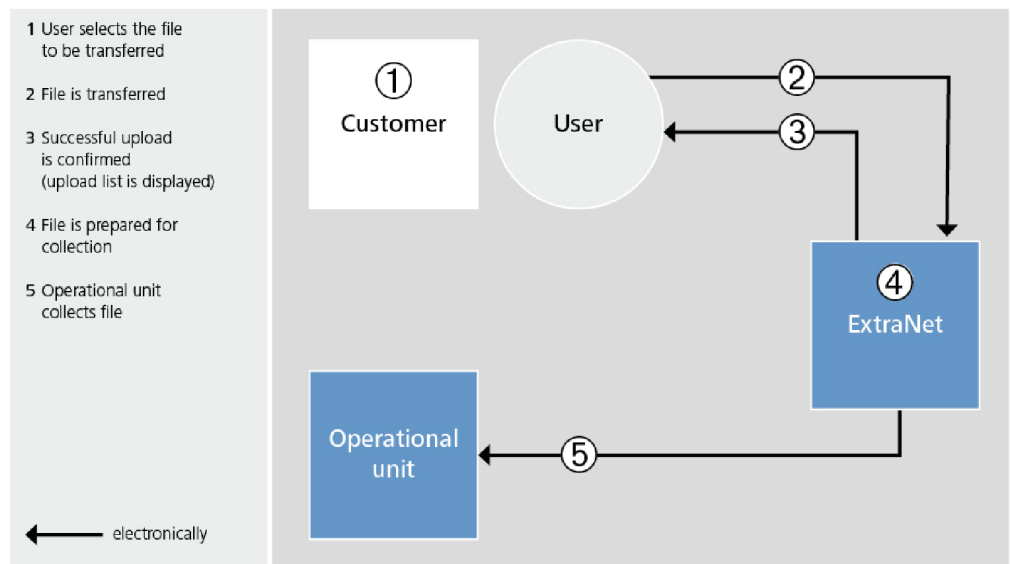 1 User selects the file
to be transferred
2 File is transferred
3 Successful upload
is confirmed
(upload list is displayed)
4 File is prepared for
collection
5 Operational unit
collects file
electronically
1
Customer
User
2
3
4
ExtraNet
Operational
unit
5